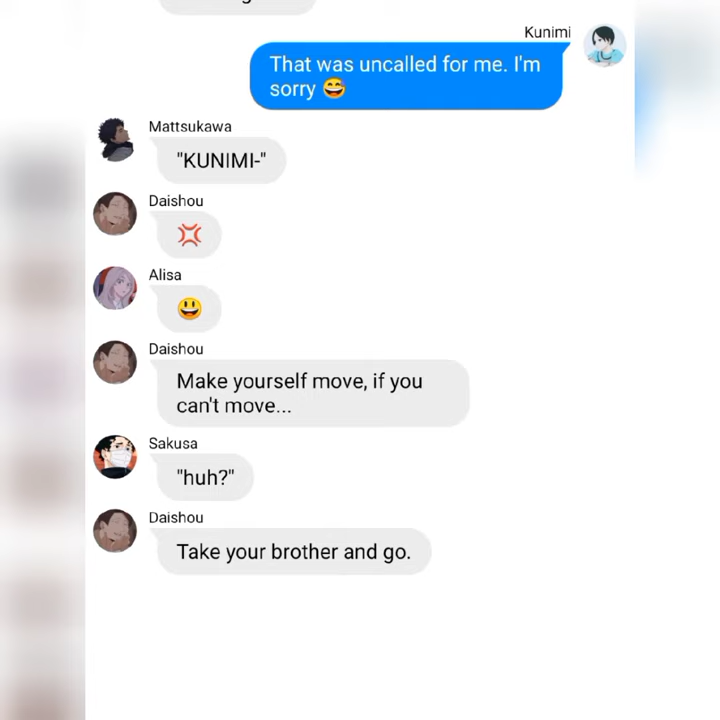 Kunimi
That was uncalled for me. I'm
sorry 😅
Mattsukawa
"KUNIMI-"
Daishou
💢
Alisa
😃
Daishou
Make yourself move, if you
can't move...
Sakusa
"huh?"
Daishou
Take your brother and go.